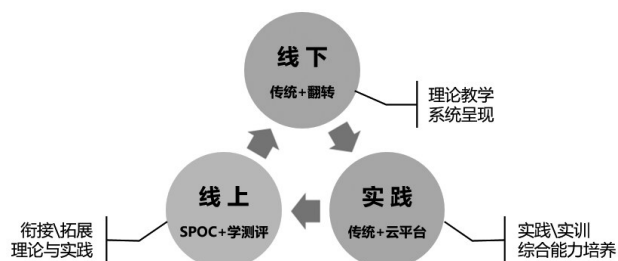 线下
传统+翻转
理论教学
系统呈现
线上
SPOC+学测评
实践
传统+云平台
衔接\拓展
理论与实践
实践\实训
综合能力培养